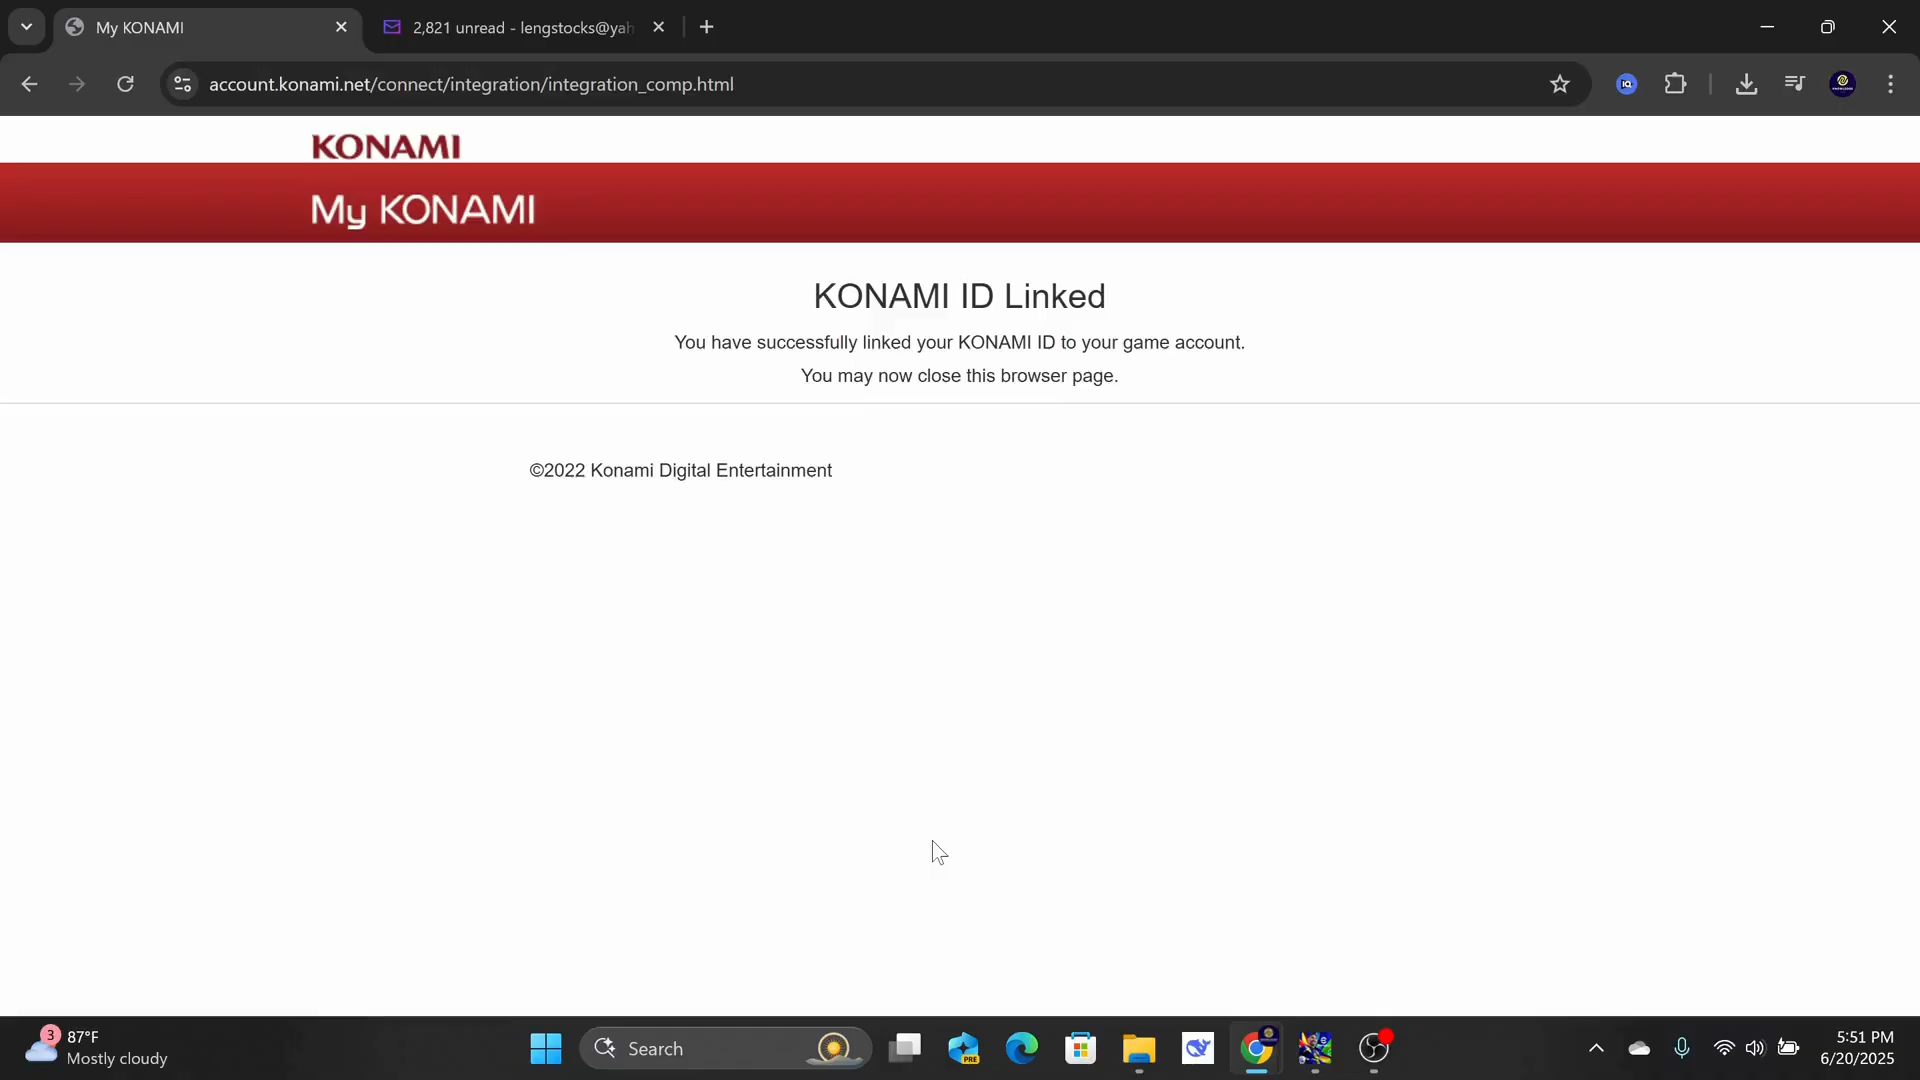 My KONAMI
2,821 unread - lengstocks@yah
account.konami.net/connect/integration/integration_comp.html
KONAMI
My KONAMI
KONAMI ID Linked
You have successfully linked your KONAMI ID to your game account.
You may now close this browser page.
©2022 Konami Digital Entertainment
3
87°F
Mostly cloudy
Search
PRE
5:51 PM
6/20/2025